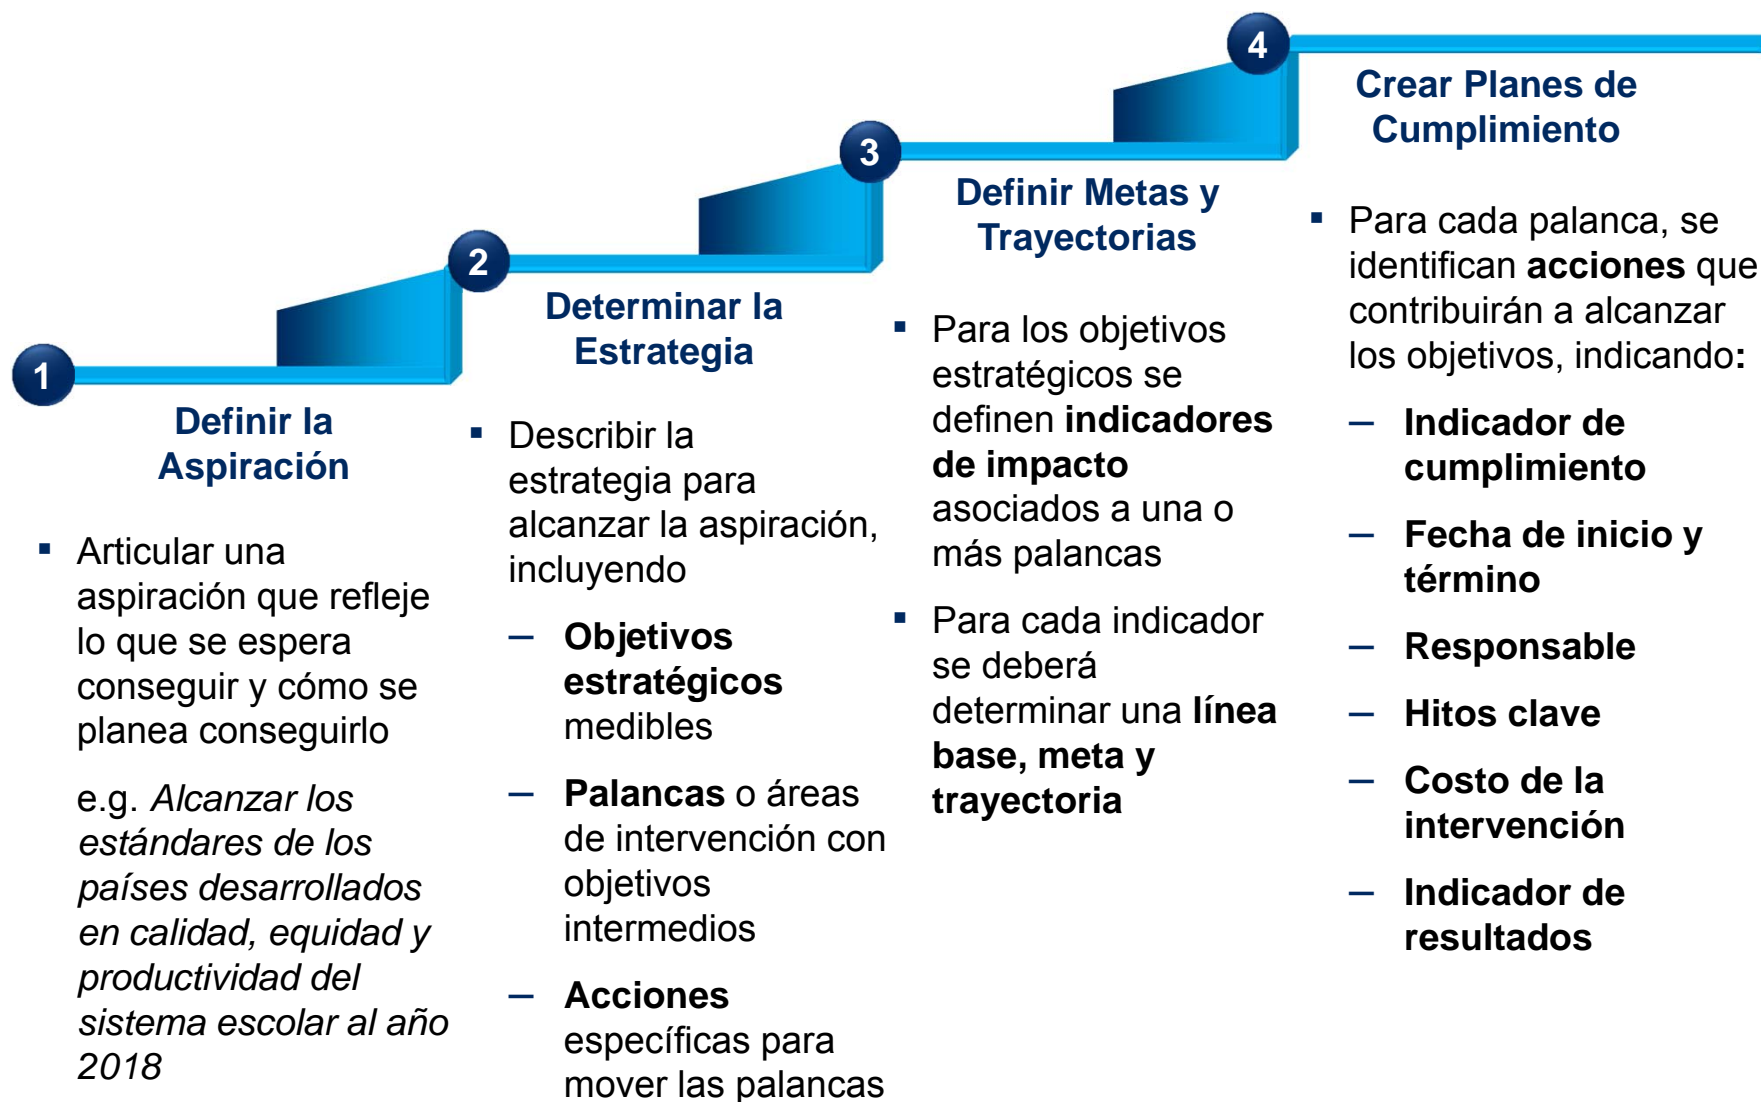 1
Definir la
Aspiración
▪ Articular una
aspiración que refleje
lo que se espera
conseguir y cómo se
planea conseguirlo
e.g. Alcanzar los
estándares de los
países desarrollados
en calidad, equidad y
productividad del
sistema escolar al año
2018
2
Determinar la
Estrategia
▪ Describir la
estrategia para
alcanzar la aspiración,
incluyendo
– Objetivos
estratégicos
medibles
– Palancas o áreas
de intervención con
objetivos
intermedios
– Acciones
específicas para
mover las palancas
3
Definir Metas y
Trayectorias
▪ Para los objetivos
estratégicos se
definen indicadores
de impacto
asociados a una o
más palancas
▪ Para cada indicador
se deberá
determinar una línea
base, meta y
trayectoria
4
Crear Planes de
Cumplimiento
▪ Para cada palanca, se
identifican acciones que
contribuirán a alcanzar
los objetivos, indicando:
– Indicador de
cumplimiento
– Fecha de inicio y
término
– Responsable
– Hitos clave
– Costo de la
intervención
– Indicador de
resultados